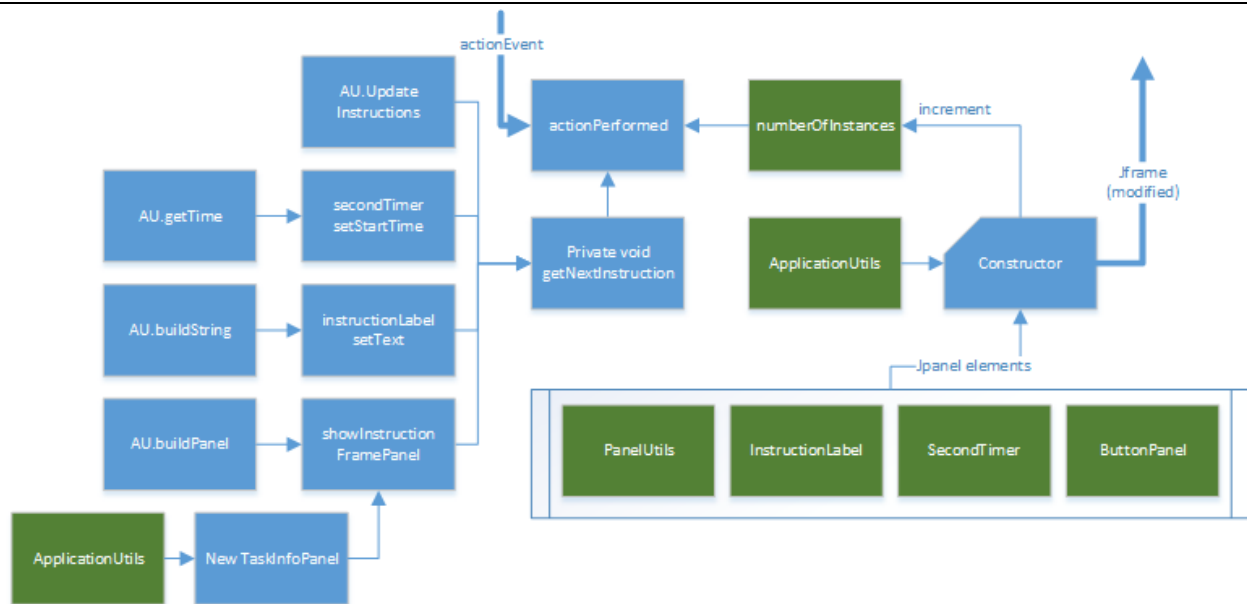 actionEvent
AU.Update
Instructions
actionPerformed
numberOfInstances
increment
Jframe
(modified)
AU.getTime
secondTimer
setStartTime
Private void
getNextInstruction
ApplicationUtils
Constructor
AU.buildString
instructionLabel
setText
Jpanel elements
AU.buildPanel
showInstruction
FramePanel
PanelUtils
InstructionLabel
SecondTimer
ButtonPanel
ApplicationUtils
New TaskInfoPanel